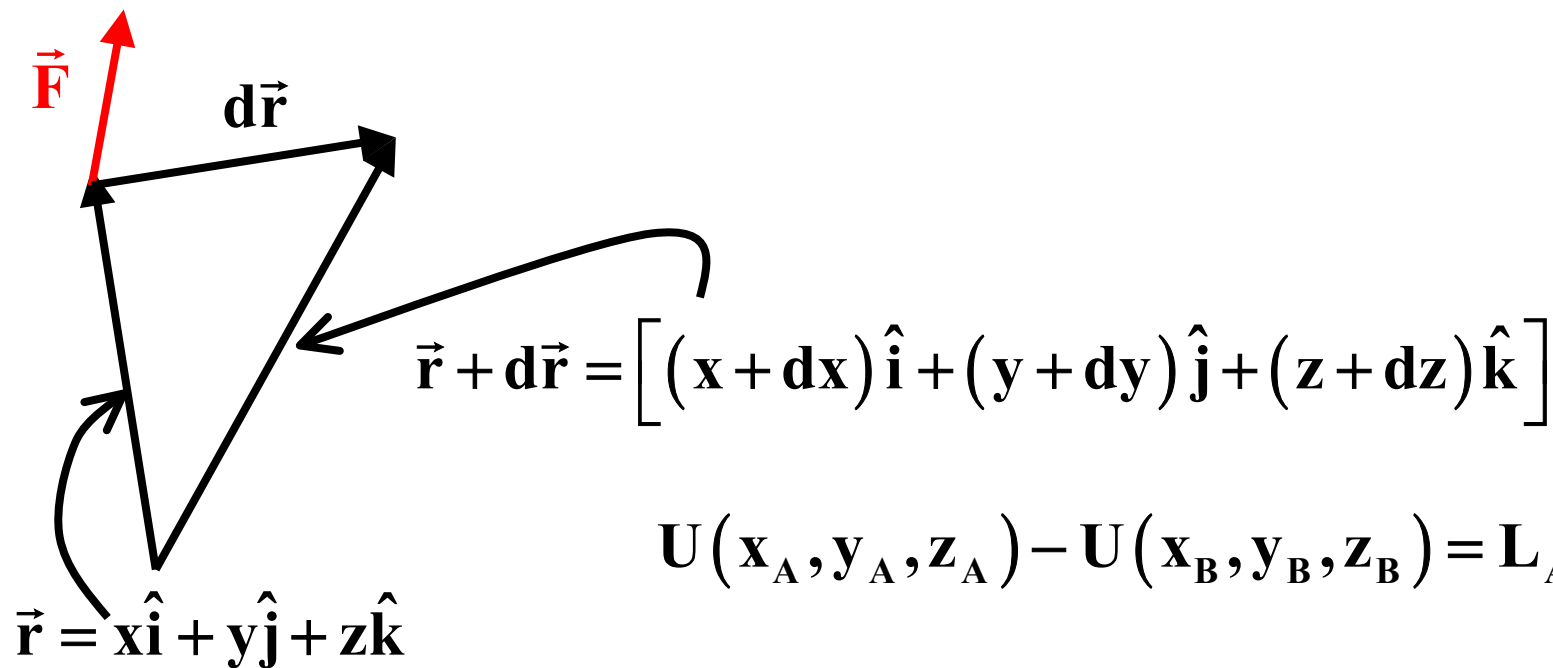 F⃗
dr⃗
r⃗ + dr⃗ = [(x + dx)î + (y + dy)ĵ + (z + dz)k̂]
U(x_A, y_A, z_A) − U(x_B, y_B, z_B) = L
r⃗ = xî + yĵ + zk̂